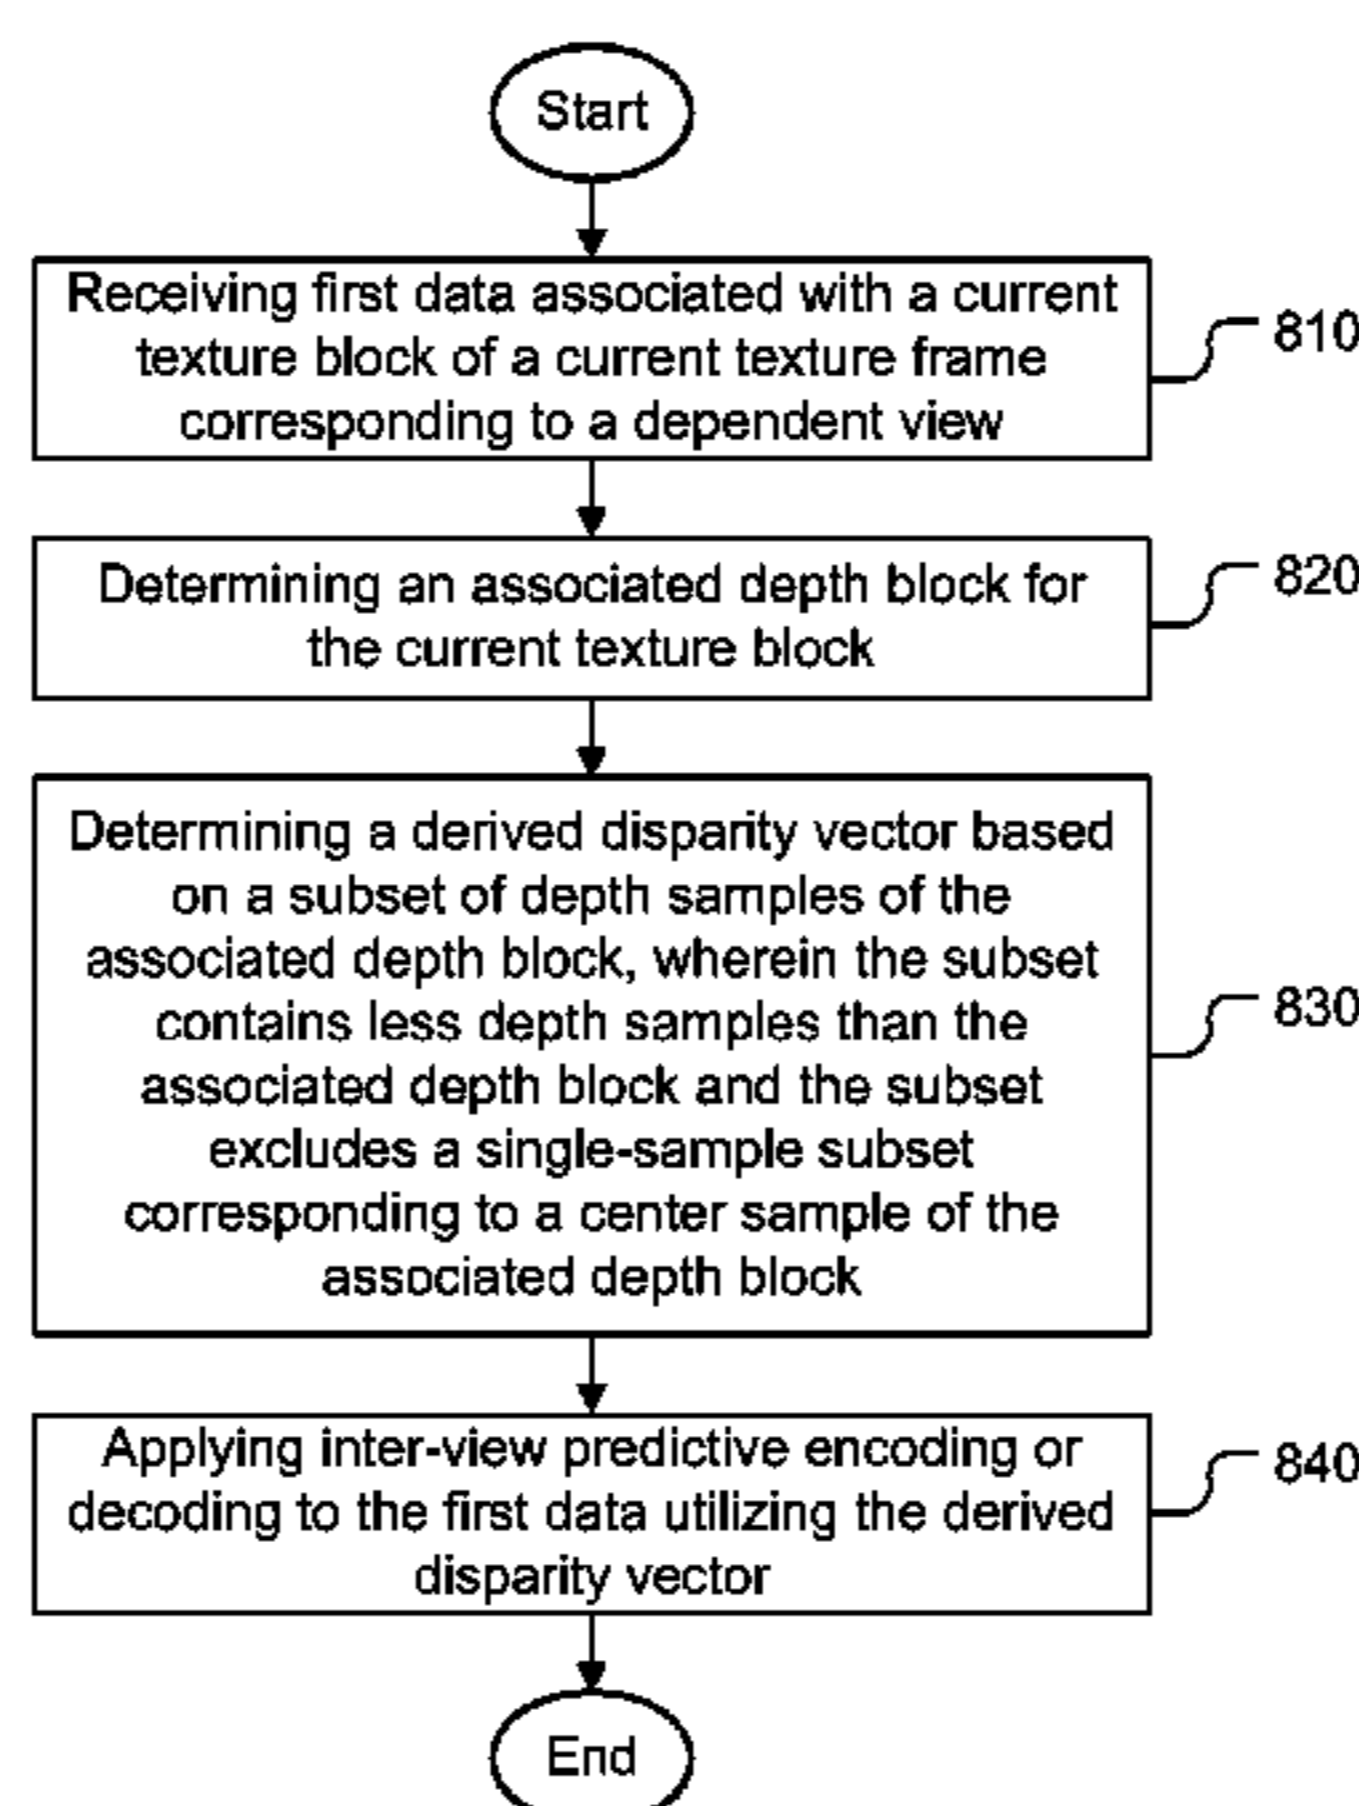 Start
Receiving first data associated with a current
texture block of a current texture frame
corresponding to a dependent view
810
Determining an associated depth block for
the current texture block
820
Determining a derived disparity vector based
on a subset of depth samples of the
associated depth block, wherein the subset
contains less depth samples than the
associated depth block and the subset
excludes a single-sample subset
corresponding to a center sample of the
associated depth block
830
Applying inter-view predictive encoding or
decoding to the first data utilizing the derived
disparity vector
840
End